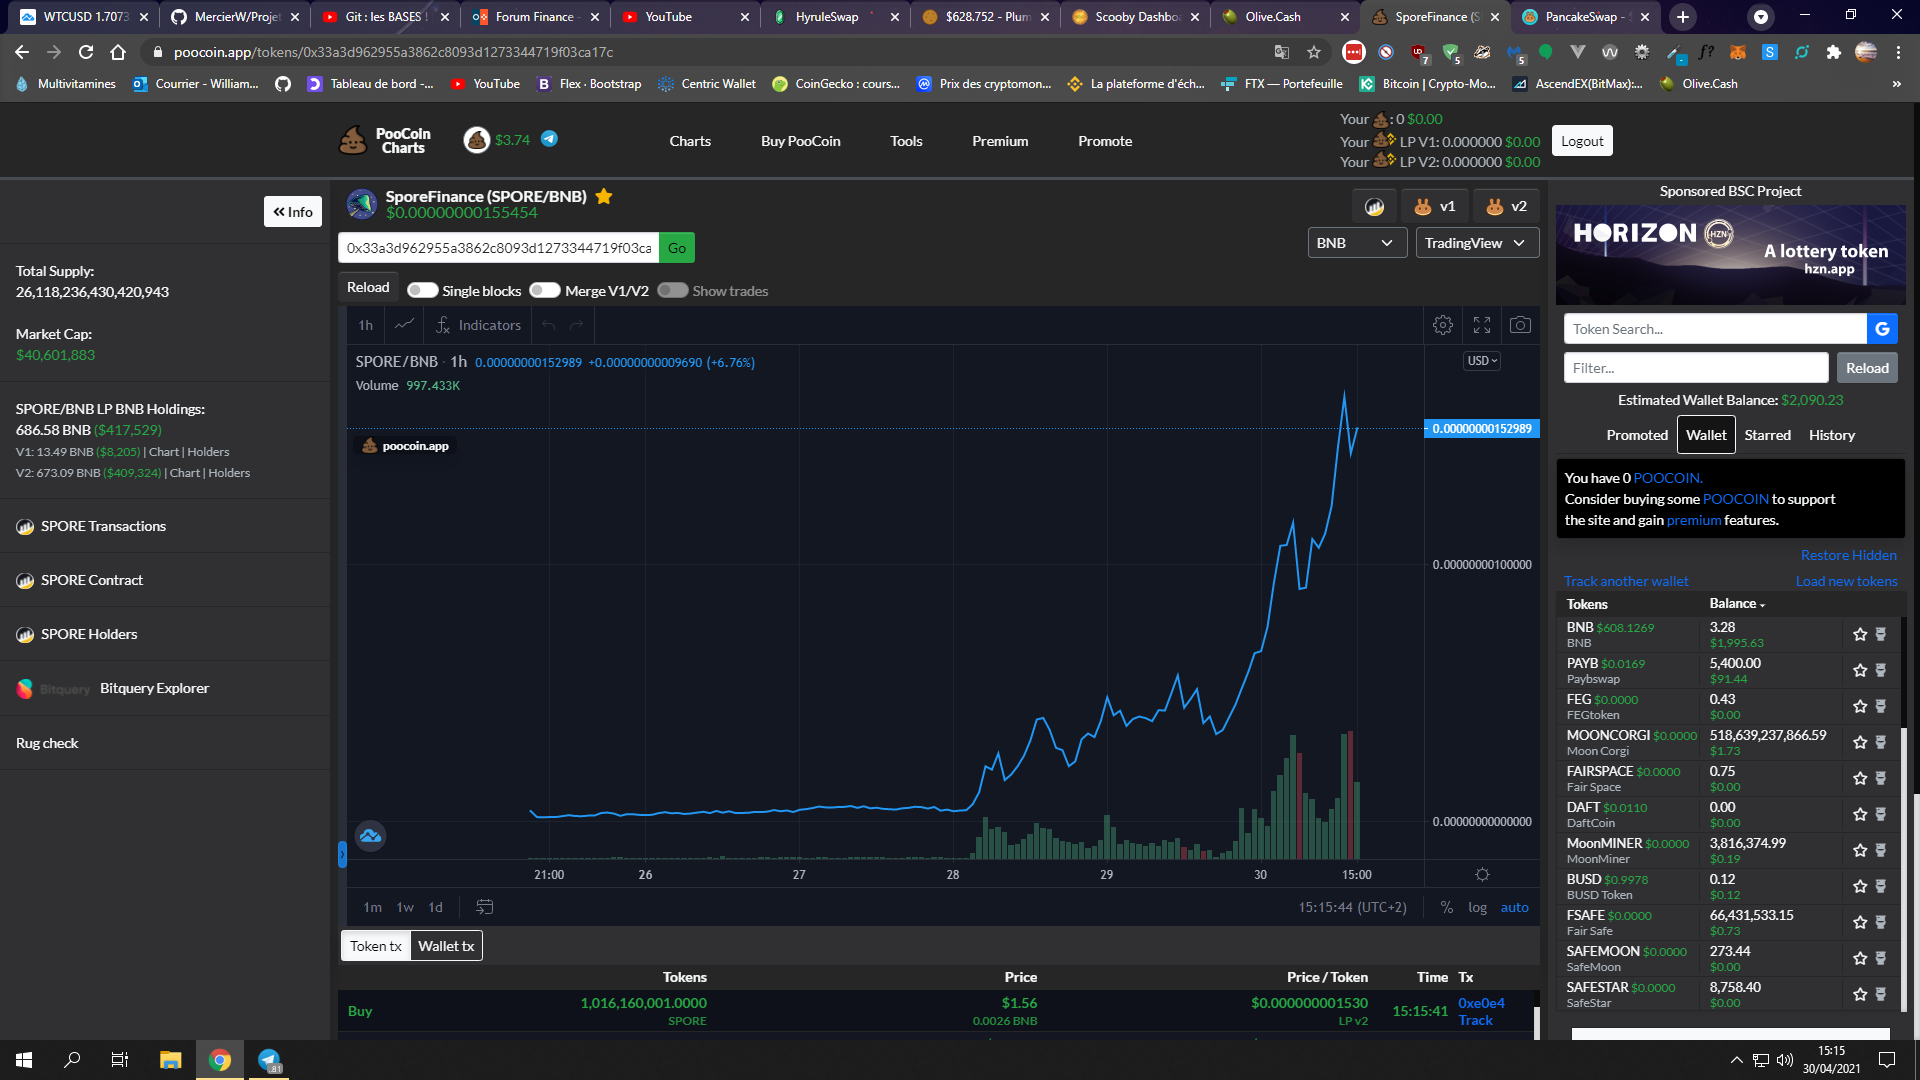 WTCUSD 1.7073
MercierW/Projet
Git : les BASES !
Forum Finance -
YouTube
HyruleSwap
$628.752 - Plum
Scooby Dashbo
Olive.Cash
SporeFinance (S
PancakeSwap - $
poocoin.app/tokens/0x33a3d962955a3862c8093d1273344719f03ca17c
Multivitamines
Courrier - William...
Tableau de bord -...
YouTube
Flex · Bootstrap
Centric Wallet
CoinGecko : cours...
Prix des cryptomon...
La plateforme d'éch...
FTX — Portefeuille
Bitcoin | Crypto-Mo...
AscendEX(BitMax):...
Olive.Cash
PooCoin
Charts
$3.74
Charts
Buy PooCoin
Tools
Premium
Promote
Your : 0 $0.00
Your LP V1: 0.000000 $0.00
Your LP V2: 0.000000 $0.00
Logout
Info
Total Supply:
26,118,236,430,420,943
Market Cap:
$40,601,883
SPORE/BNB LP BNB Holdings:
686.58 BNB ($417,529)
V1: 13.49 BNB ($8,205) | Chart | Holders
V2: 673.09 BNB ($409,324) | Chart | Holders
SPORE Transactions
SPORE Contract
SPORE Holders
Bitquery Bitquery Explorer
Rug check
SporeFinance (SPORE/BNB)
$0.00000000155454
v1
v2
0x33a3d962955a3862c8093d1273344719f03ca
Go
BNB
TradingView
Reload
Single blocks
Merge V1/V2
Show trades
1h
Indicators
SPORE/BNB · 1h 0.00000000152989 +0.00000000009690 (+6.76%)
Volume 997.433K
USD
poocoin.app
0.00000000152989
0.00000000100000
0.00000000000000
21:00
26
27
28
29
30
15:00
1m 1w 1d
15:15:44 (UTC+2)
% log auto
Token tx
Wallet tx
Tokens Price Price / Token Time Tx
Buy 1,016,160,001.0000 $1.56 $0.000000001530 15:15:41 0xe0e4
SPORE 0.0026 BNB LP v2 Track
Sponsored BSC Project
HORIZON HZN
A lottery token
hzn.app
Token Search...
G
Filter...
Reload
Estimated Wallet Balance: $2,090.23
Promoted
Wallet
Starred
History
You have 0 POOCOIN.
Consider buying some POOCOIN to support
the site and gain premium features.
Restore Hidden
Track another wallet
Load new tokens
Tokens Balance
BNB $608.1269 3.28
BNB $1,995.63
PAYB $0.0169 5,400.00
Paybswap $91.44
FEG $0.0000 0.43
FEGtoken $0.00
MOONCORGI $0.0000 518,639,237,866.59
Moon Corgi $1.73
FAIRSPACE $0.0000 0.75
Fair Space $0.00
DAFT $0.0110 0.00
DaftCoin $0.00
MoonMINER $0.0000 3,816,374.99
MoonMiner $0.19
BUSD $0.9978 0.12
BUSD Token $0.12
FSAFE $0.0000 66,431,533.15
Fair Safe $0.73
SAFEMOON $0.0000 273.44
SafeMoon $0.00
SAFESTAR $0.0000 8,758.40
SafeStar $0.00
81
15:15
30/04/2021